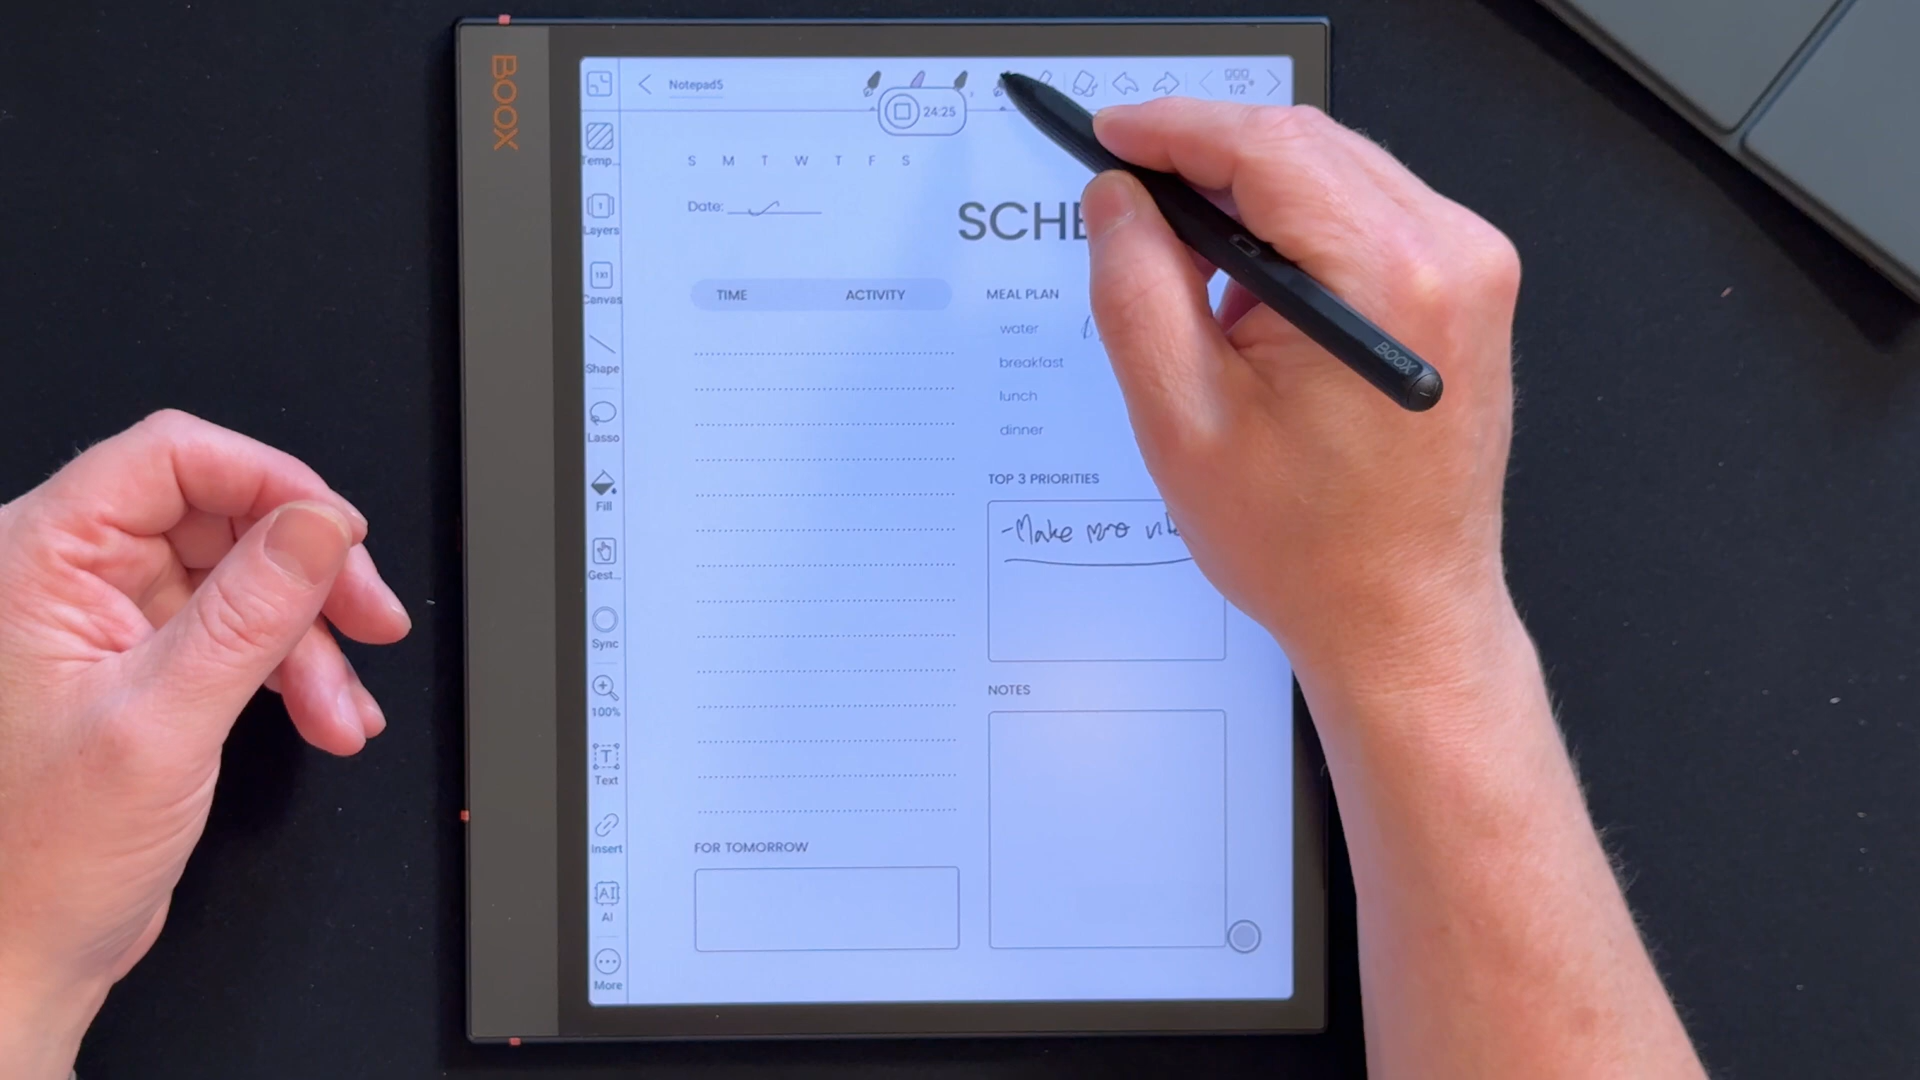 BOOX
Notepad5
1/2
24:25
Temp...
Layers
Canvas
Shape
Lasso
Fill
Gest...
Sync
100%
Text
Insert
AI
AI
More
S M T W T F S
Date:
SCHE
TIME ACTIVITY
MEAL PLAN
water
breakfast
lunch
dinner
TOP 3 PRIORITIES
-Make
NOTES
FOR TOMORROW
BOOX